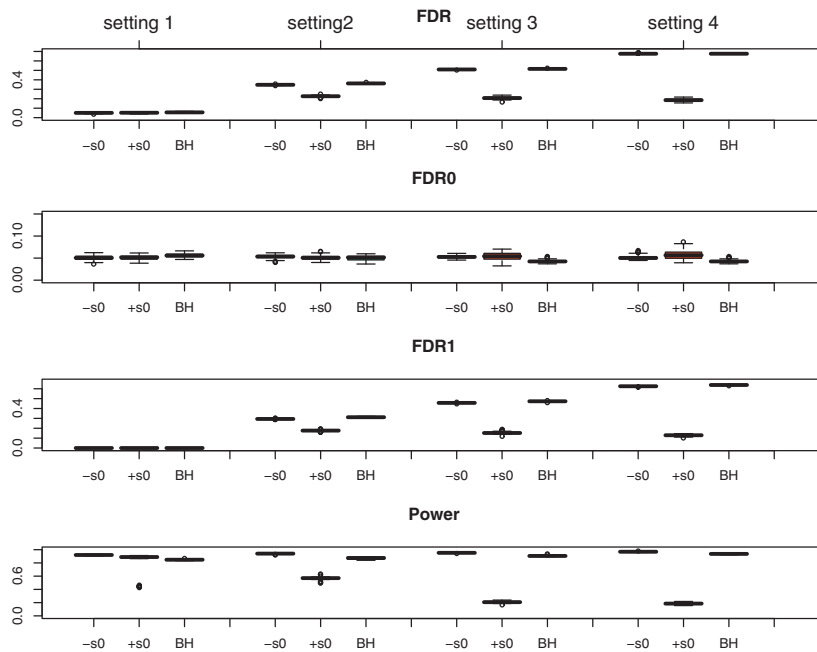 setting 1 setting2 FDR setting 3 setting 4
0.0 0.4
−s0 +s0 BH −s0 +s0 BH −s0 +s0 BH −s0 +s0 BH
FDR0
0.00 0.10
−s0 +s0 BH −s0 +s0 BH −s0 +s0 BH −s0 +s0 BH
FDR1
0.0 0.4
−s0 +s0 BH −s0 +s0 BH −s0 +s0 BH −s0 +s0 BH
Power
0.0 0.6
−s0 +s0 BH −s0 +s0 BH −s0 +s0 BH −s0 +s0 BH